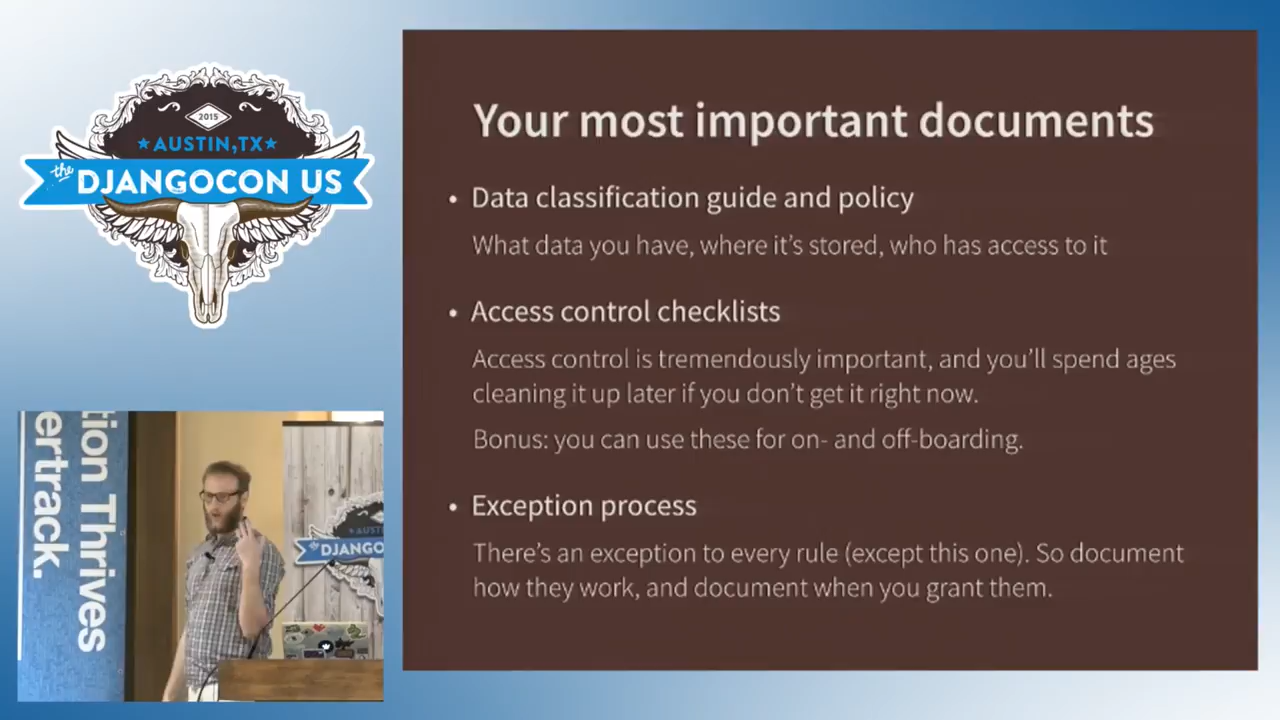 2015
AUSTIN, TX
the
DJANGOCON US
Your most important documents
• Data classification guide and policy
What data you have, where it's stored, who has access to it
• Access control checklists
Access control is tremendously important, and you'll spend ages
cleaning it up later if you don't get it right now.
Bonus: you can use these for on- and off-boarding.
• Exception process
There's an exception to every rule (except this one). So document
how they work, and document when you grant them.
tion Thrives
ertrack.
DJANGO